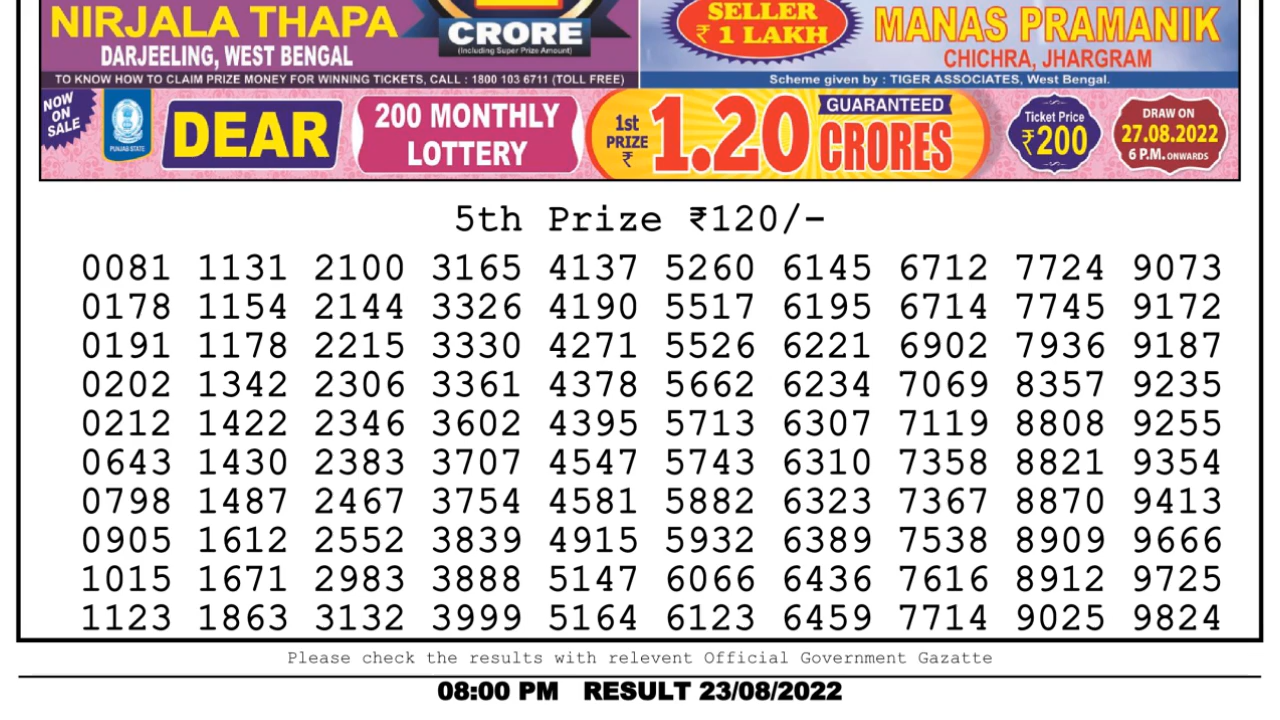 NIRJALA THAPA
DARJEELING, WEST BENGAL
CRORE
(Including Super Prize Amount)
TO KNOW HOW TO CLAIM PRIZE MONEY FOR WINNING TICKETS, CALL : 1800 103 6711 (TOLL FREE)
SELLER
₹ 1 LAKH
MANAS PRAMANIK
CHICHRA, JHARGRAM
Scheme given by : TIGER ASSOCIATES, West Bengal.
NOW
ON
SALE
PUNJAB STATE
DEAR
200 MONTHLY
LOTTERY
1st
PRIZE
₹
1.20
GUARANTEED
CRORES
Ticket Price
₹200
DRAW ON
27.08.2022
6 P.M. ONWARDS
5th Prize ₹120/-
0081 1131 2100 3165 4137 5260 6145 6712 7724 9073
0178 1154 2144 3326 4190 5517 6195 6714 7745 9172
0191 1178 2215 3330 4271 5526 6221 6902 7936 9187
0202 1342 2306 3361 4378 5662 6234 7069 8357 9235
0212 1422 2346 3602 4395 5713 6307 7119 8808 9255
0643 1430 2383 3707 4547 5743 6310 7358 8821 9354
0798 1487 2467 3754 4581 5882 6323 7367 8870 9413
0905 1612 2552 3839 4915 5932 6389 7538 8909 9666
1015 1671 2983 3888 5147 6066 6436 7616 8912 9725
1123 1863 3132 3999 5164 6123 6459 7714 9025 9824
Please check the results with relevent Official Government Gazatte
08:00 PM RESULT 23/08/2022